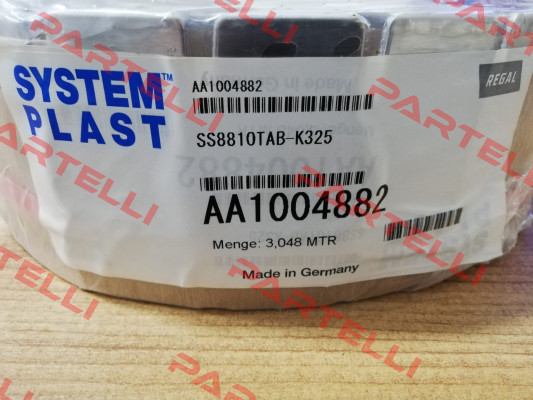 SYSTEM™
PLAST
AA1004882
REGAL
SS8810TAB-K325
AA1004882
Menge: 3,048 MTR
Made in Germany
PARTELLI
PARTELLI
PARTELLI
PARTELLI
PARTELLI